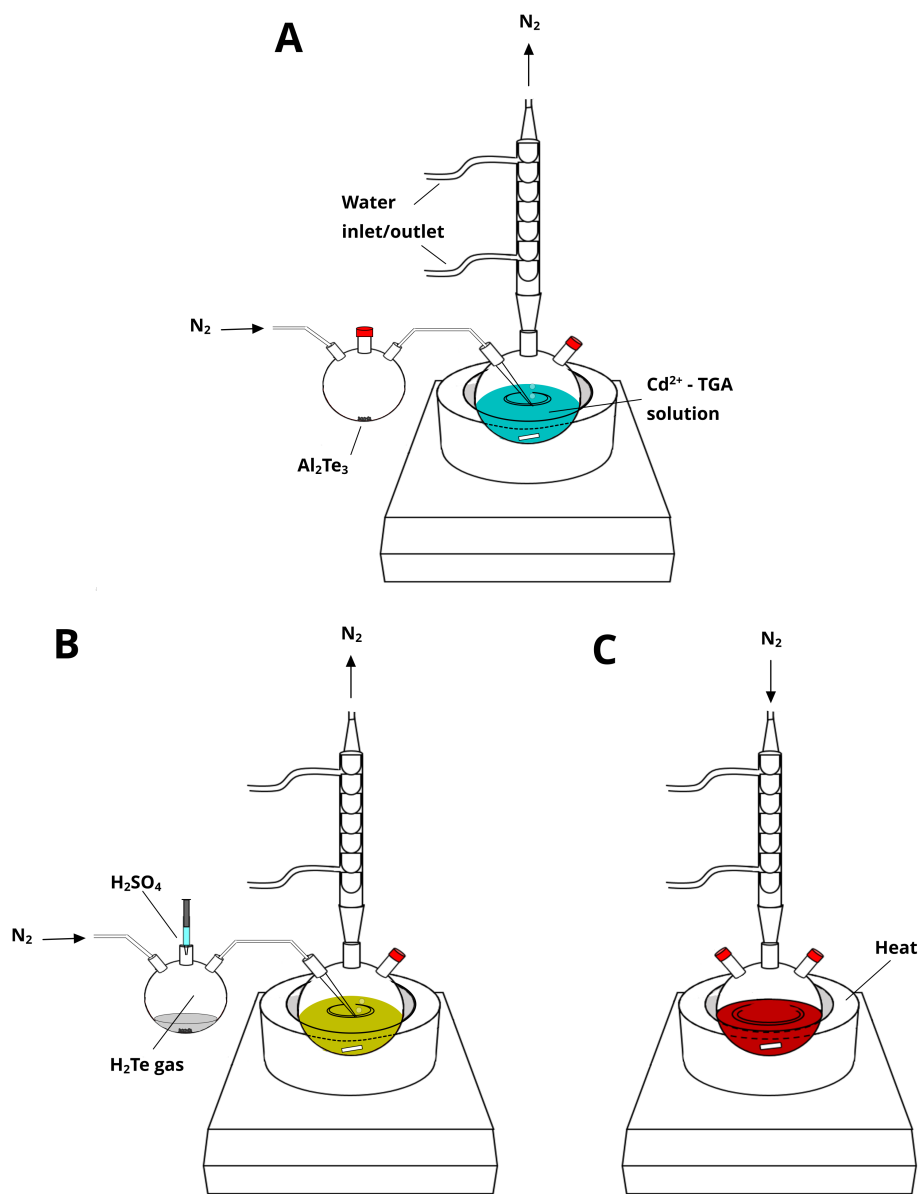 A
N₂
Water
inlet/outlet
N₂
Cd²⁺ - TGA
solution
Al₂Te₃
B
N₂
H₂SO₄
N₂
H₂Te gas
C
N₂
Heat